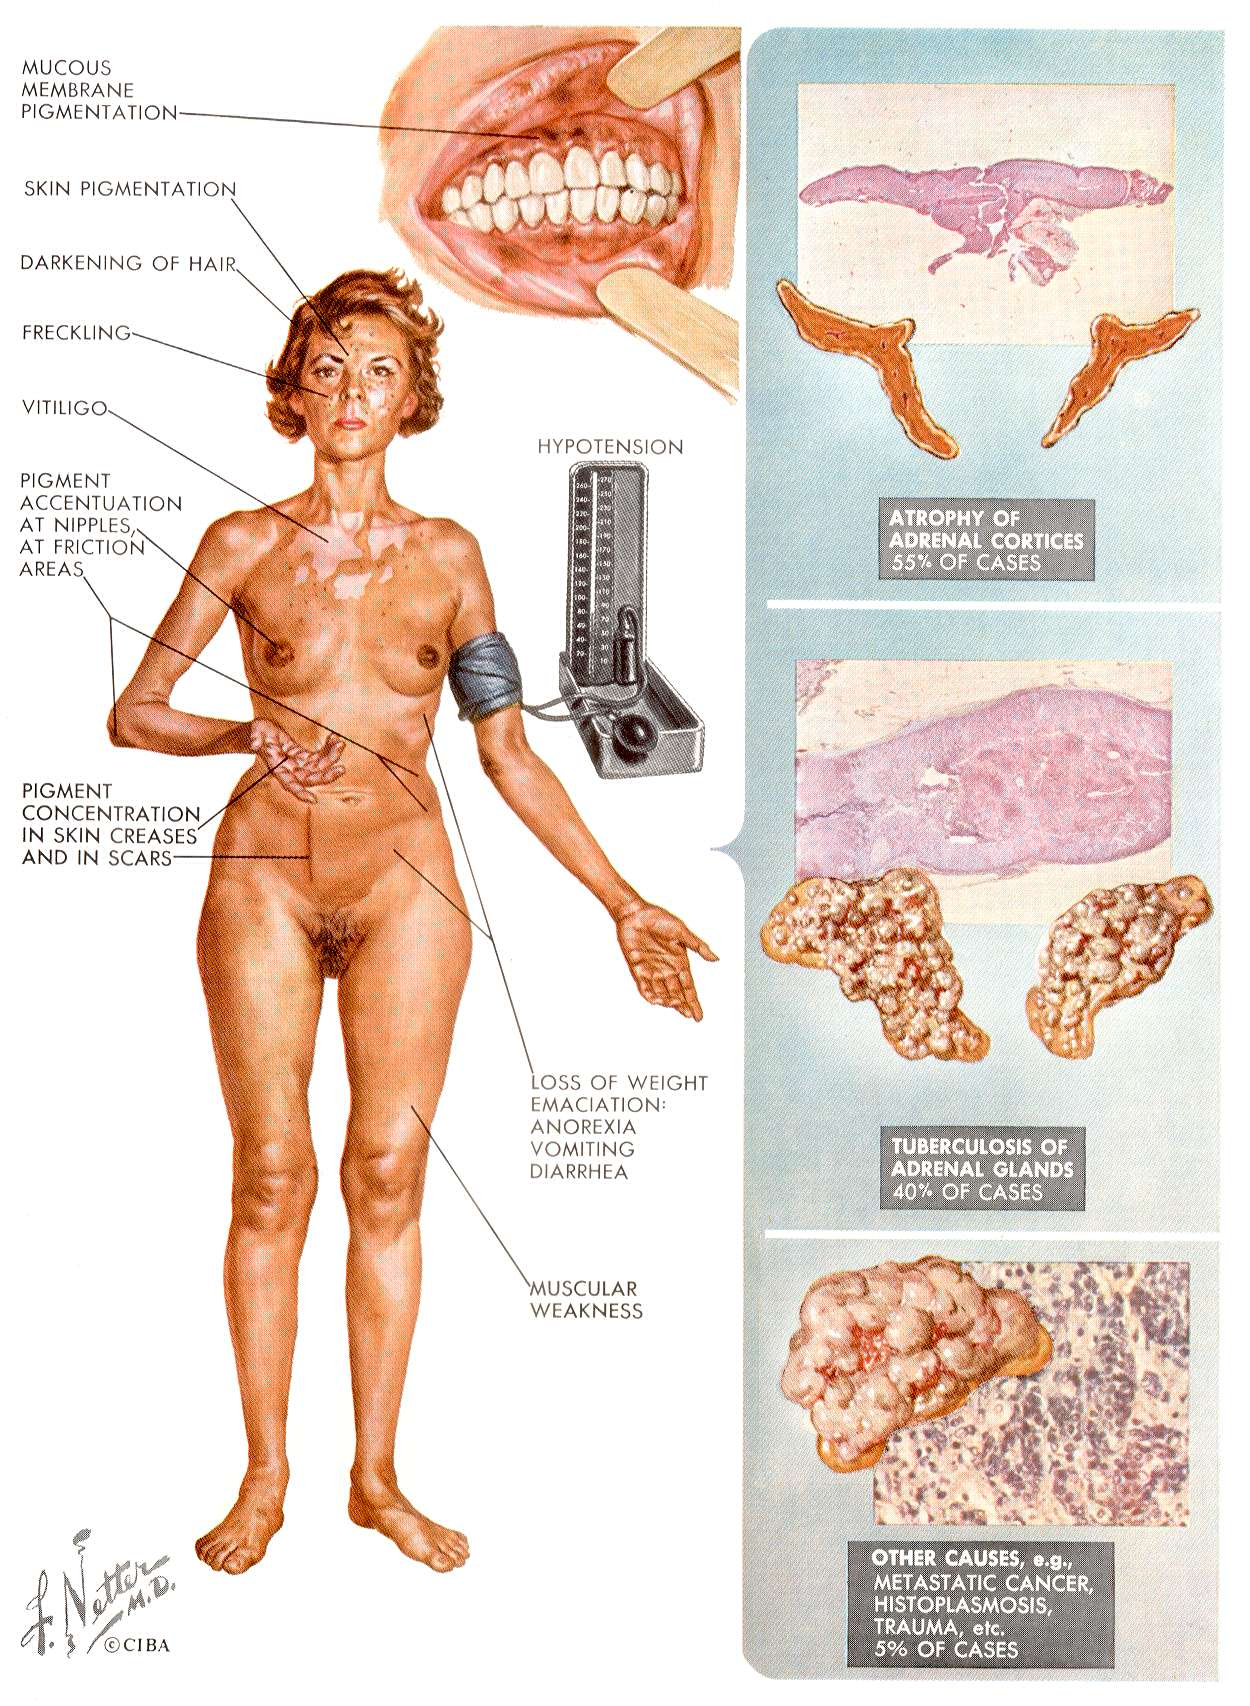 MUCOUS
MEMBRANE
PIGMENTATION
SKIN PIGMENTATION
DARKENING OF HAIR
FRECKLING
VITILIGO
PIGMENT
ACCENTUATION
AT NIPPLES,
AT FRICTION
AREAS
PIGMENT
CONCENTRATION
IN SKIN CREASES
AND IN SCARS
HYPOTENSION
LOSS OF WEIGHT
EMACIATION:
ANOREXIA
VOMITING
DIARRHEA
MUSCULAR
WEAKNESS
ATROPHY OF
ADRENAL CORTICES
55% OF CASES
TUBERCULOSIS OF
ADRENAL GLANDS
40% OF CASES
OTHER CAUSES, e.g.,
METASTATIC CANCER,
HISTOPLASMOSIS,
TRAUMA, etc.
5% OF CASES
F. Netter
M.D.
©CIBA